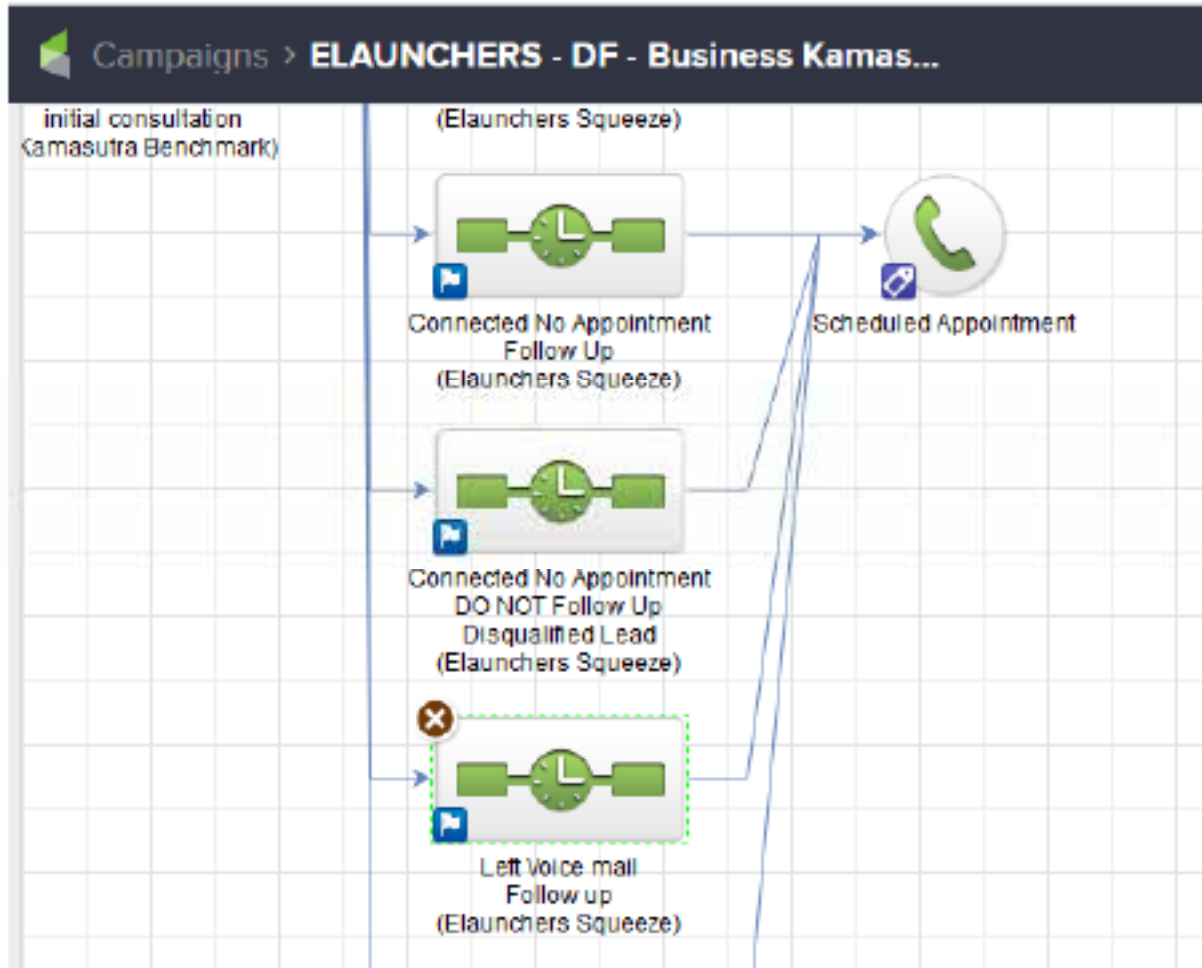 Campaigns > ELAUNCHERS - DF - Business Kamas...
initial consultation
Kamasutra Benchmark)
(Elaunchers Squeeze)
Connected No Appointment
Follow Up
(Elaunchers Squeeze)
Scheduled Appointment
Connected No Appointment
DO NOT Follow Up
Disqualified Lead
(Elaunchers Squeeze)
Left Voice mail
Follow up
(Elaunchers Squeeze)